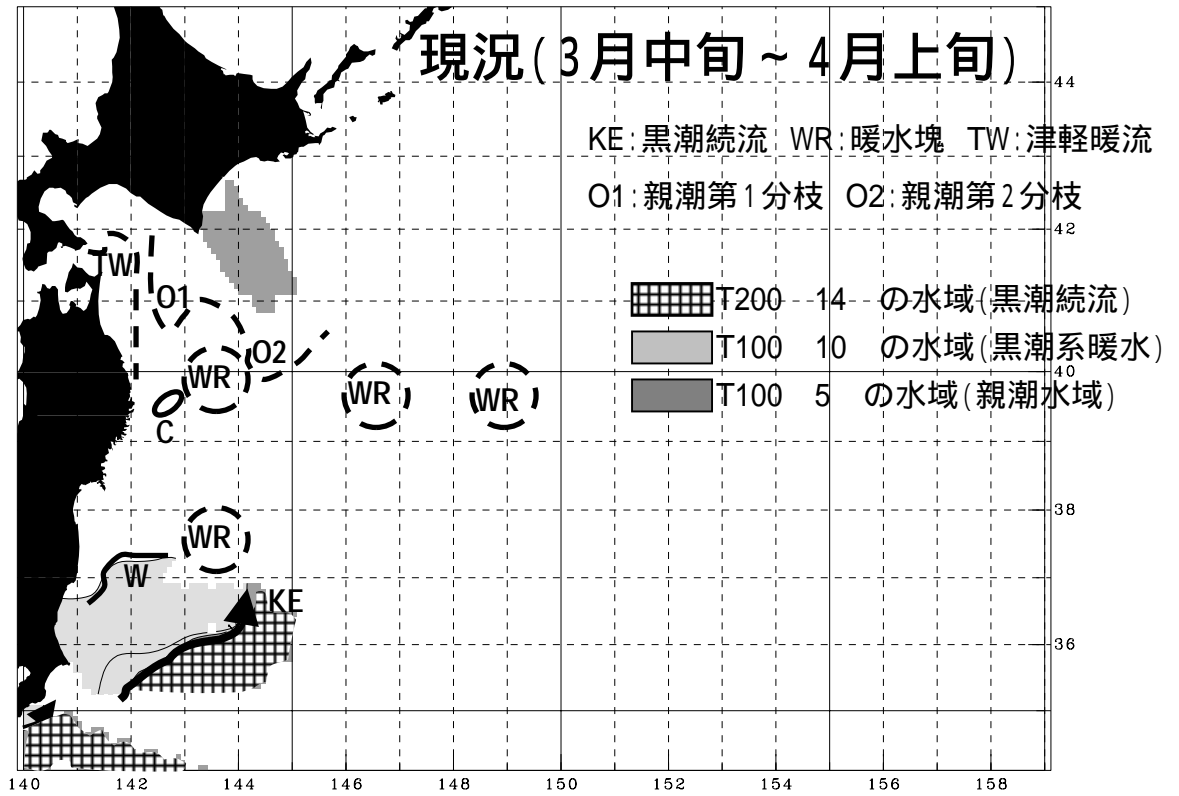 現況(3月中旬~4月上旬)
44
KE:黒潮続流 WR:暖水塊 TW:津軽暖流
O1:親潮第1分枝 O2:親潮第2分枝
42
TW
O1
T200 14 の水域(黒潮続流)
T100 10 の水域(黒潮系暖水)
T100 5 の水域(親潮水域)
O2
40
WR
WR
WR
C
38
WR
W
KE
36
140 142 144 146 148 150 152 154 156 158